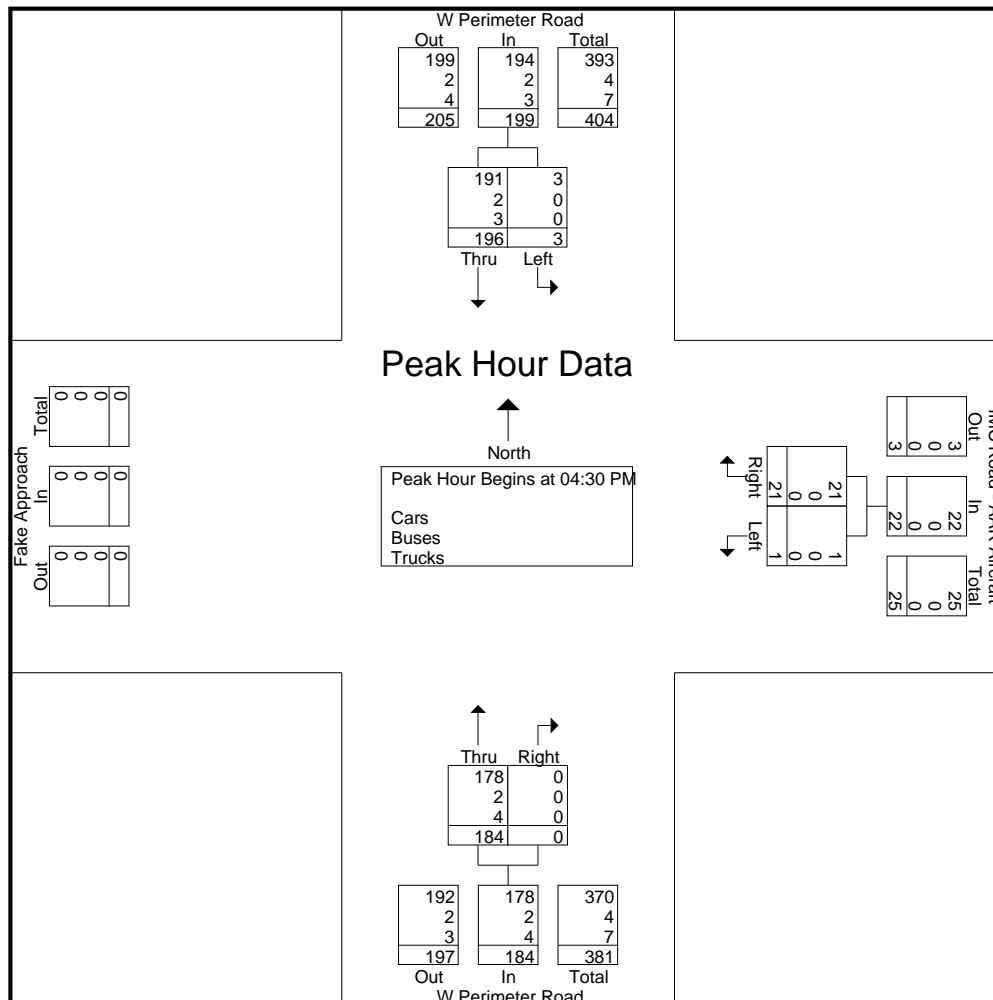 W Perimeter Road
Out In Total
199 194 393
2 2 4
4 3 7
205 199 404
191 3
2 0
3 0
196 3
Thru Left
Peak Hour Data
North
Peak Hour Begins at 04:30 PM
Cars
Buses
Trucks
Fake Approach
Out In Total
0 0 0
0 0 0
0 0 0
0 0 0
Road
Aircraft
Out In Total
3 22 25
0 0 0
0 0 0
3 22 25
Right Left
21 1
0 0
0 0
21 1
Thru Right
178 0
2 0
4 0
184 0
192 178 370
2 2 4
3 4 7
197 184 381
Out In Total
W Perimeter Road